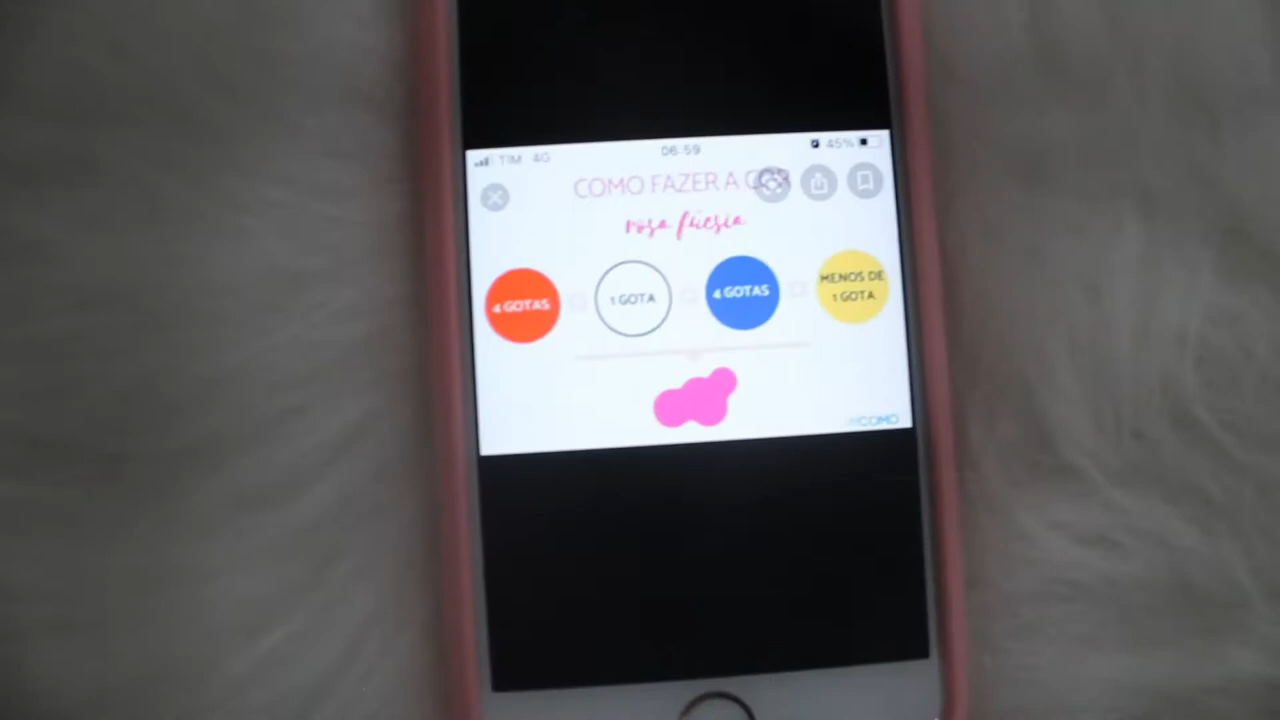 TIM 4G 06:59 45%
COMO FAZER A COR
rosa fúcsia
4 GOTAS
1 GOTA
4 GOTAS
MENOS DE
1 GOTA
COMO